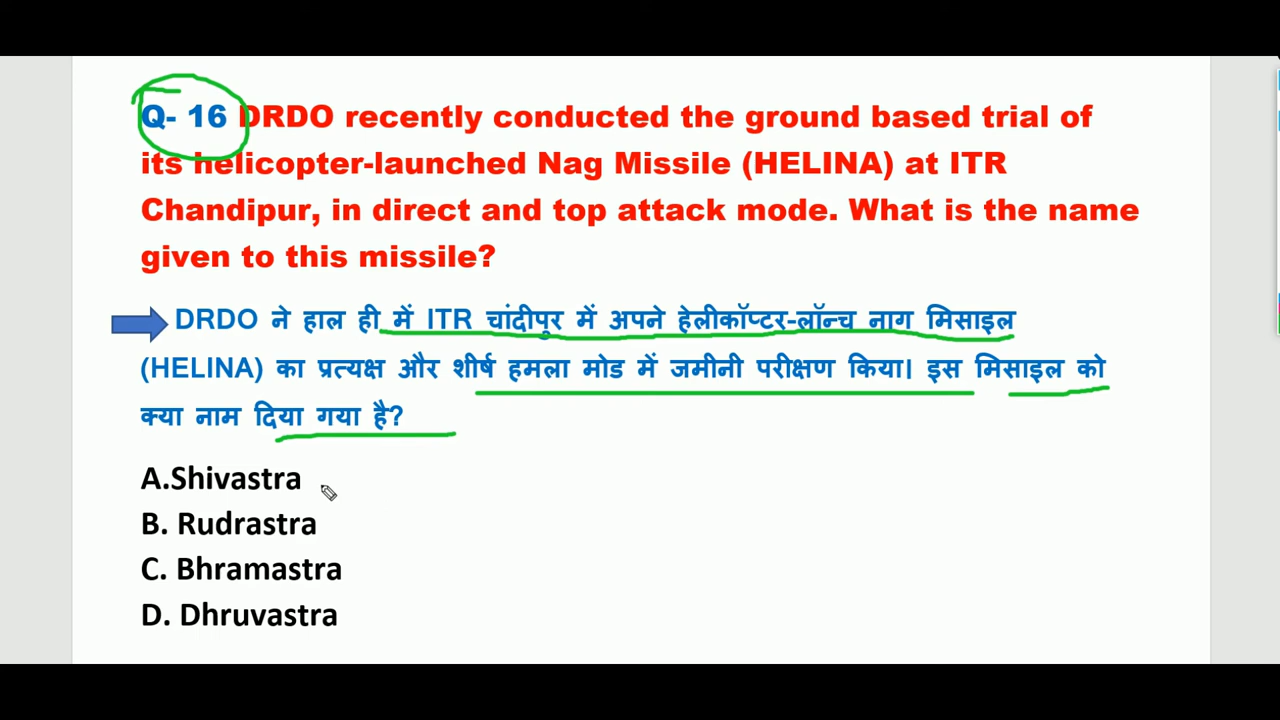 Q- 16 DRDO recently conducted the ground based trial of
its helicopter-launched Nag Missile (HELINA) at ITR
Chandipur, in direct and top attack mode. What is the name
given to this missile?
DRDO ने हाल ही में ITR चांदीपुर में अपने हेलीकॉप्टर-लॉन्च नाग मिसाइल
(HELINA) का प्रत्यक्ष और शीर्ष हमला मोड में जमीनी परीक्षण किया। इस मिसाइल को
क्या नाम दिया गया है?
A.Shivastra
B. Rudrastra
C. Bhramastra
D. Dhruvastra